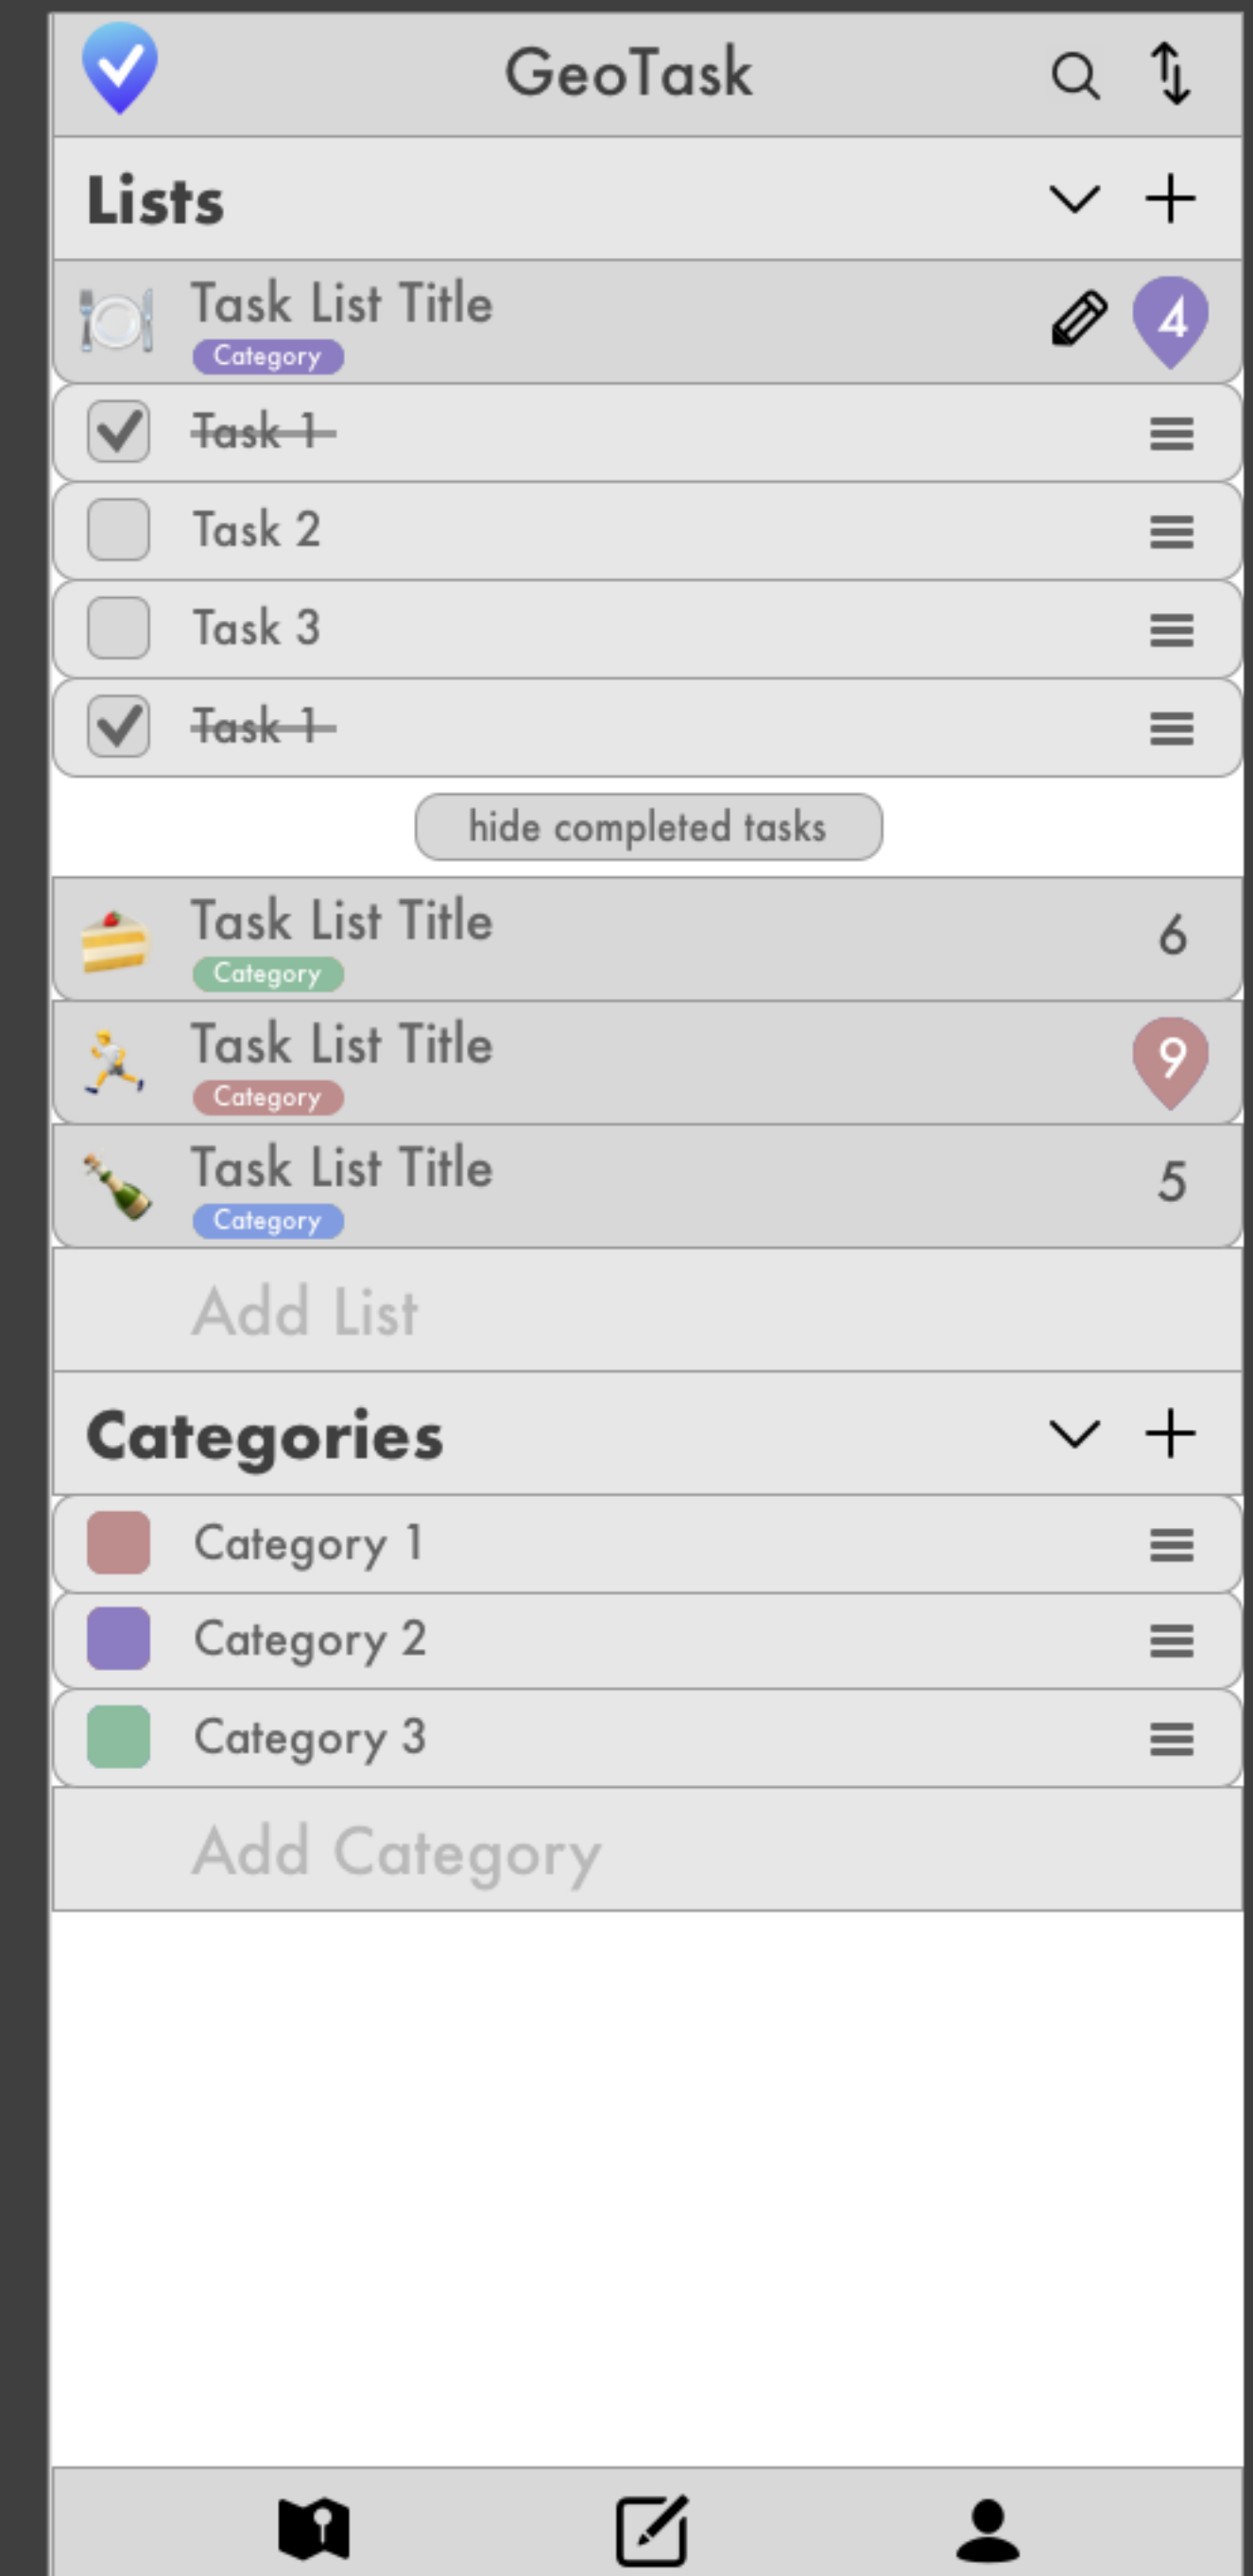 GeoTask
Lists
Task List Title
Category
4
Task 1
Task 2
Task 3
Task 1
hide completed tasks
Task List Title
Category
6
Task List Title
Category
9
Task List Title
Category
5
Add List
Categories
Category 1
Category 2
Category 3
Add Category